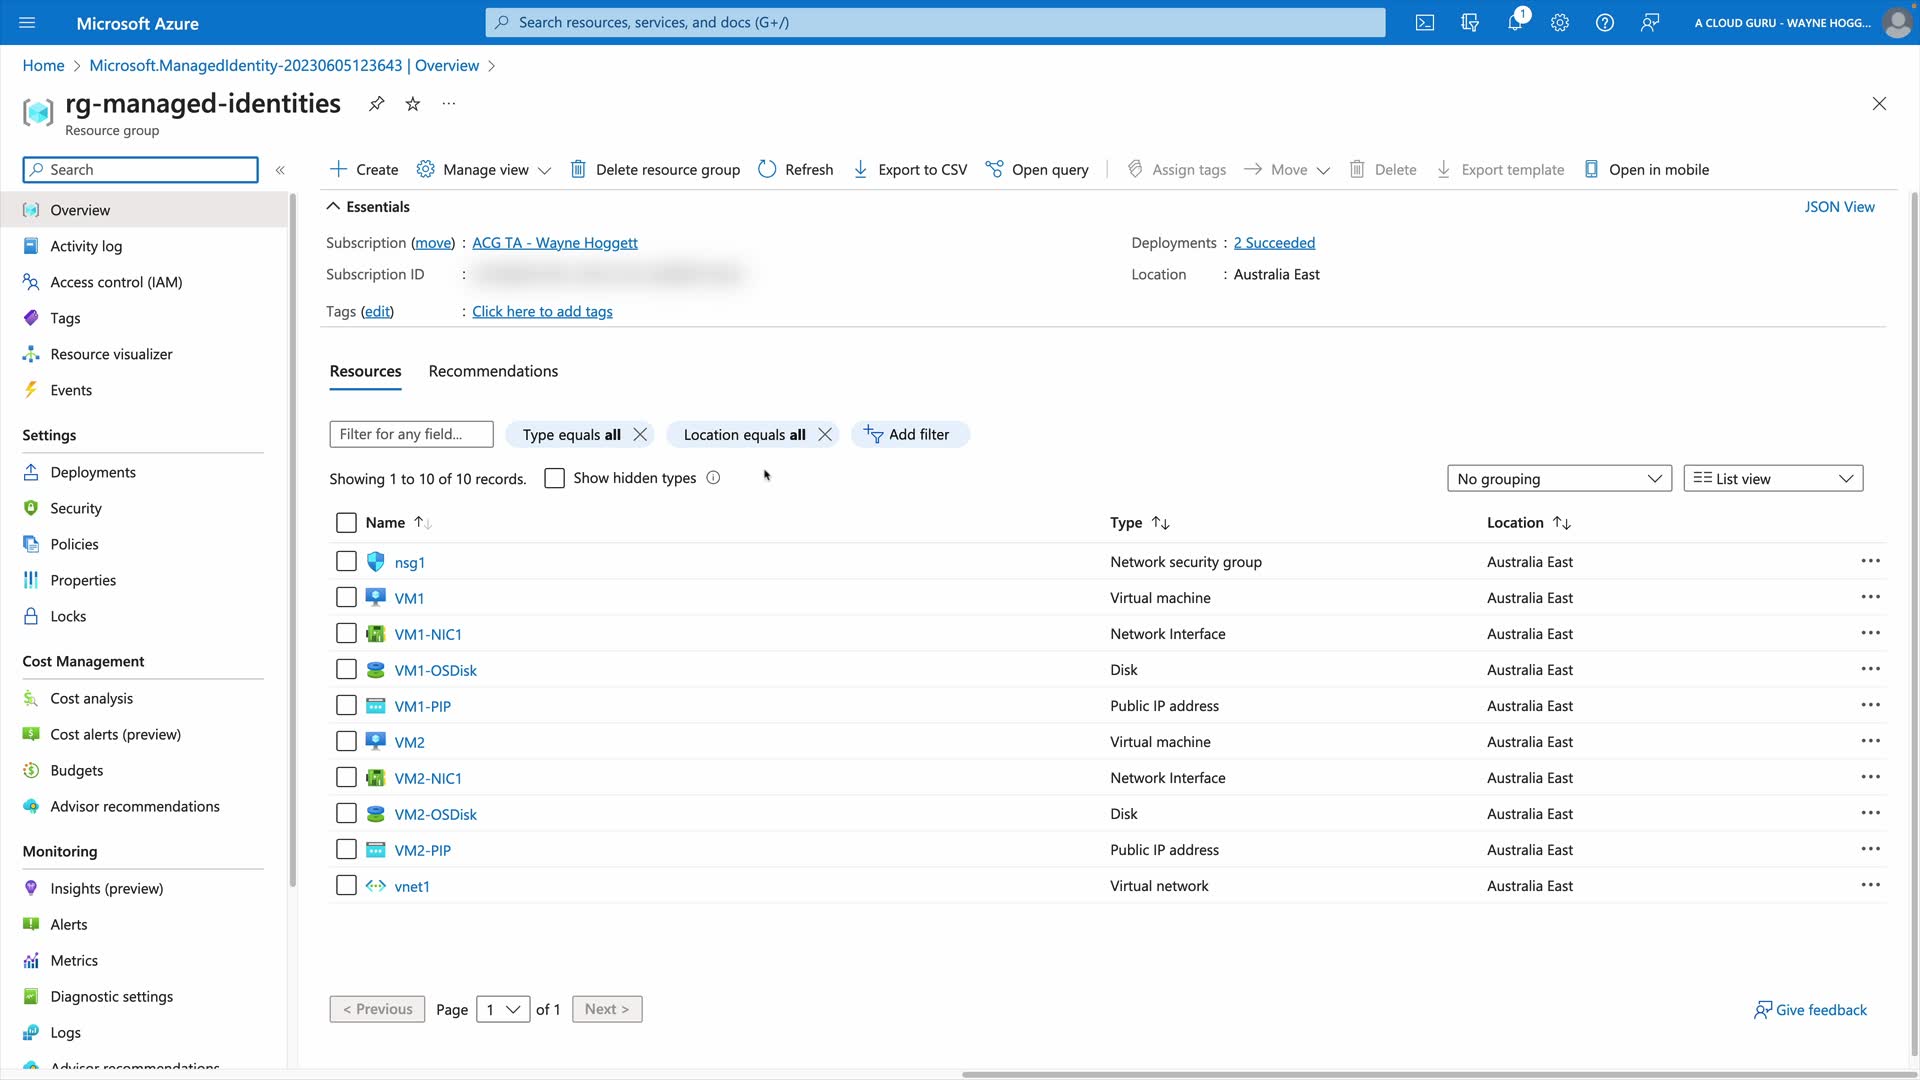 Microsoft Azure
Search resources, services, and docs (G+/)
1
A CLOUD GURU - WAYNE HOGG...
Home > Microsoft.ManagedIdentity-20230605123643 | Overview >
rg-managed-identities
Resource group
Search
Create
Manage view
Delete resource group
Refresh
Export to CSV
Open query
Assign tags
Move
Delete
Export template
Open in mobile
Overview
Activity log
Access control (IAM)
Tags
Resource visualizer
Events
Settings
Deployments
Security
Policies
Properties
Locks
Cost Management
Cost analysis
Cost alerts (preview)
Budgets
Advisor recommendations
Monitoring
Insights (preview)
Alerts
Metrics
Diagnostic settings
Logs
Advisor recommendations
Essentials
JSON View
Subscription (move) : ACG TA - Wayne Hoggett
Deployments : 2 Succeeded
Subscription ID :
Location : Australia East
Tags (edit) : Click here to add tags
Resources
Recommendations
Filter for any field...
Type equals all
Location equals all
Add filter
Showing 1 to 10 of 10 records.
Show hidden types
No grouping
List view
Name
Type
Location
nsg1 Network security group Australia East
VM1 Virtual machine Australia East
VM1-NIC1 Network Interface Australia East
VM1-OSDisk Disk Australia East
VM1-PIP Public IP address Australia East
VM2 Virtual machine Australia East
VM2-NIC1 Network Interface Australia East
VM2-OSDisk Disk Australia East
VM2-PIP Public IP address Australia East
vnet1 Virtual network Australia East
< Previous
Page 1 of 1
Next >
Give feedback